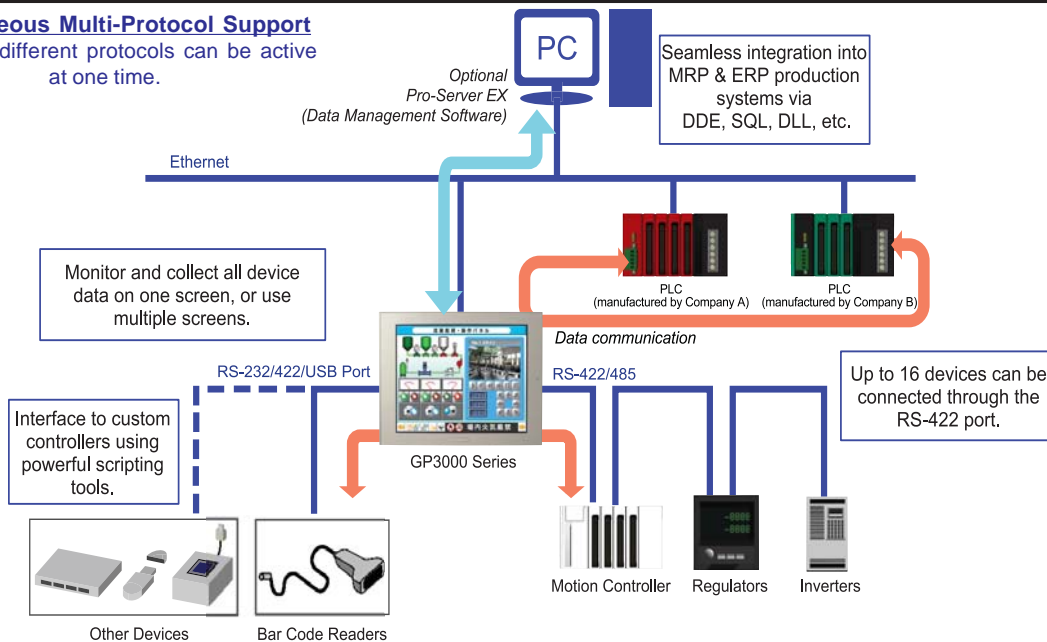 eous Multi-Protocol Support
different protocols can be active
at one time.
PC
Optional
Pro-Server EX
(Data Management Software)
Seamless integration into
MRP & ERP production
systems via
DDE, SQL, DLL, etc.
Ethernet
Monitor and collect all device
data on one screen, or use
multiple screens.
PLC
(manufactured by Company A)
PLC
(manufactured by Company B)
Data communication
RS-232/422/USB Port
RS-422/485
Up to 16 devices can be
connected through the
RS-422 port.
Interface to custom
controllers using
powerful scripting
tools.
GP3000 Series
Motion Controller
Regulators
Inverters
Other Devices
Bar Code Readers